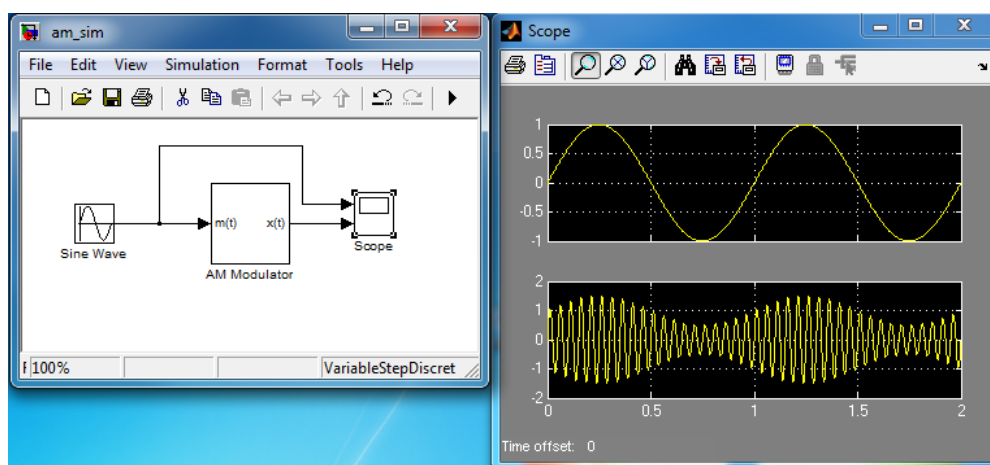 am_sim
File Edit View Simulation Format Tools Help
m(t) x(t)
Sine Wave
Scope
AM Modulator
100% VariableStepDiscret
Scope
1
0.5
0
-0.5
-1
2
1
0
-1
-2
0 0.5 1 1.5 2
Time offset: 0